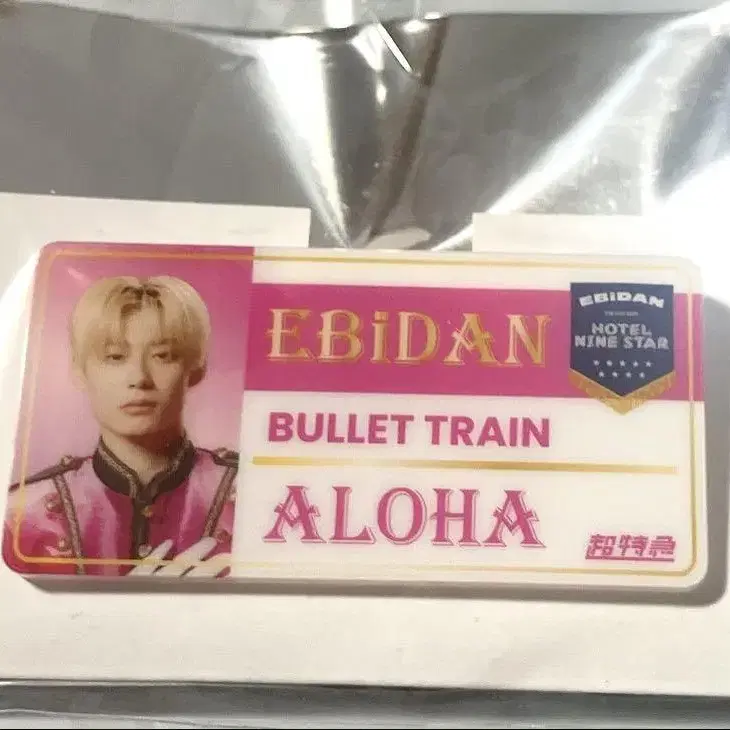 EBiDAN
BULLET TRAIN
ALOHA
EBiDAN
HOTEL
NINE STAR
超特急